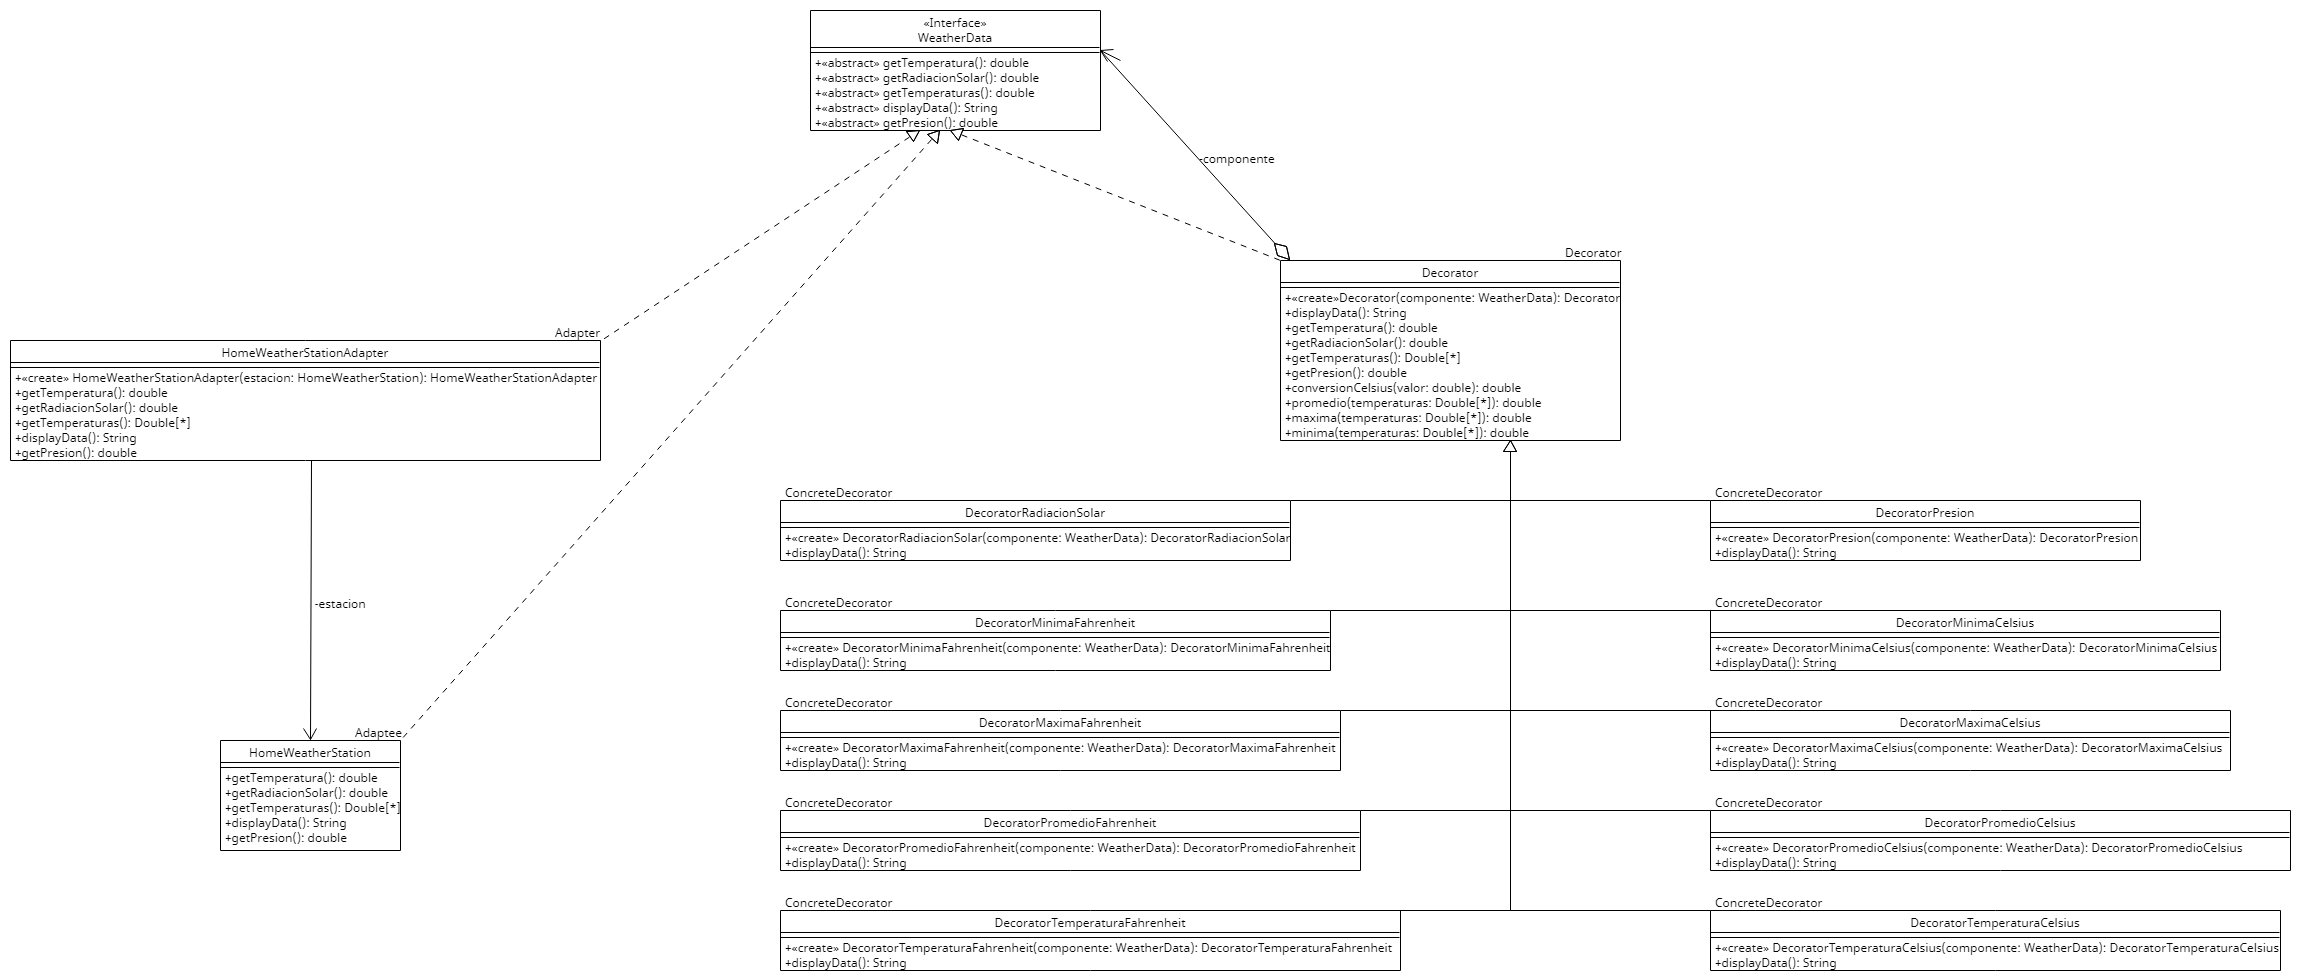 «Interface»
WeatherData
+«abstract» getTemperatura(): double
+«abstract» getRadiacionSolar(): double
+«abstract» getTemperaturas(): double
+«abstract» displayData(): String
+«abstract» getPresion(): double
-componente
Decorator
Decorator
+«create»Decorator(componente: WeatherData): Decorator
+displayData(): String
+getTemperatura(): double
+getRadiacionSolar(): double
+getTemperaturas(): Double[*]
+getPresion(): double
+conversionCelsius(valor: double): double
+promedio(temperaturas: Double[*]): double
+maxima(temperaturas: Double[*]): double
+minima(temperaturas: Double[*]): double
Adapter
HomeWeatherStationAdapter
+«create» HomeWeatherStationAdapter(estacion: HomeWeatherStation): HomeWeatherStationAdapter
+getTemperatura(): double
+getRadiacionSolar(): double
+getTemperaturas(): Double[*]
+displayData(): String
+getPresion(): double
-estacion
Adaptee
HomeWeatherStation
+getTemperatura(): double
+getRadiacionSolar(): double
+getTemperaturas(): Double[*]
+displayData(): String
+getPresion(): double
ConcreteDecorator
DecoratorRadiacionSolar
+«create» DecoratorRadiacionSolar(componente: WeatherData): DecoratorRadiacionSolar
+displayData(): String
ConcreteDecorator
DecoratorPresion
+«create» DecoratorPresion(componente: WeatherData): DecoratorPresion
+displayData(): String
ConcreteDecorator
DecoratorMinimaFahrenheit
+«create» DecoratorMinimaFahrenheit(componente: WeatherData): DecoratorMinimaFahrenheit
+displayData(): String
ConcreteDecorator
DecoratorMinimaCelsius
+«create» DecoratorMinimaCelsius(componente: WeatherData): DecoratorMinimaCelsius
+displayData(): String
ConcreteDecorator
DecoratorMaximaFahrenheit
+«create» DecoratorMaximaFahrenheit(componente: WeatherData): DecoratorMaximaFahrenheit
+displayData(): String
ConcreteDecorator
DecoratorMaximaCelsius
+«create» DecoratorMaximaCelsius(componente: WeatherData): DecoratorMaximaCelsius
+displayData(): String
ConcreteDecorator
DecoratorPromedioFahrenheit
+«create» DecoratorPromedioFahrenheit(componente: WeatherData): DecoratorPromedioFahrenheit
+displayData(): String
ConcreteDecorator
DecoratorPromedioCelsius
+«create» DecoratorPromedioCelsius(componente: WeatherData): DecoratorPromedioCelsius
+displayData(): String
ConcreteDecorator
DecoratorTemperaturaFahrenheit
+«create» DecoratorTemperaturaFahrenheit(componente: WeatherData): DecoratorTemperaturaFahrenheit
+displayData(): String
ConcreteDecorator
DecoratorTemperaturaCelsius
+«create» DecoratorTemperaturaCelsius(componente: WeatherData): DecoratorTemperaturaCelsius
+displayData(): String